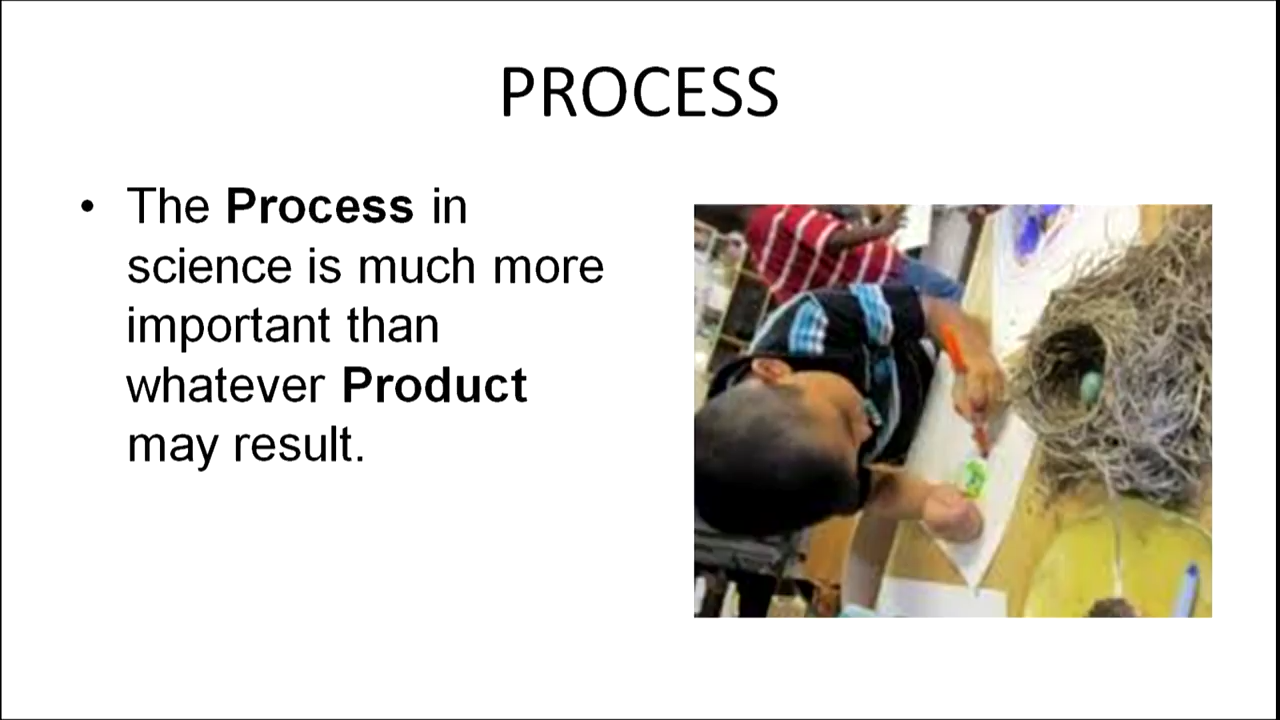 PROCESS
• The Process in
science is much more
important than
whatever Product
may result.